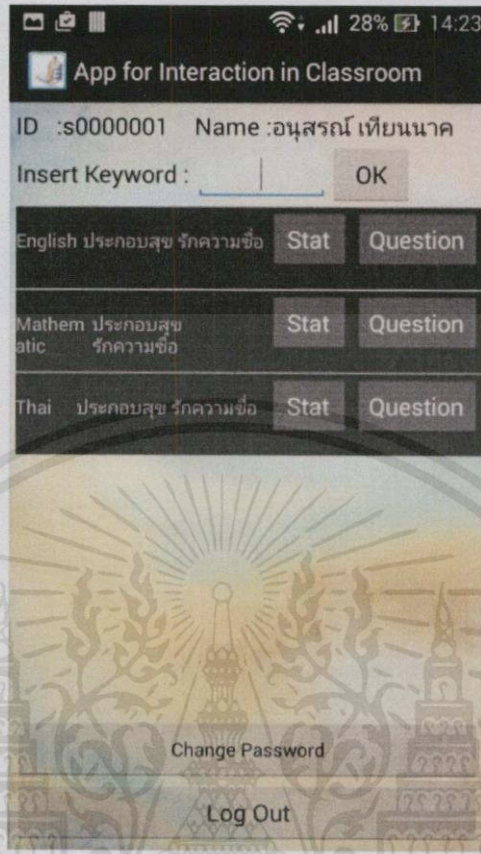 28% 14:23
App for Interaction in Classroom
ID :s0000001 Name :อนุสรณ์ เทียนนาค
Insert Keyword : OK
English ประกอบสุข รักความซื่อ Stat Question
Mathem ประกอบสุข Stat Question
atic รักความซื่อ
Thai ประกอบสุข รักความซื่อ Stat Question
Change Password
Log Out